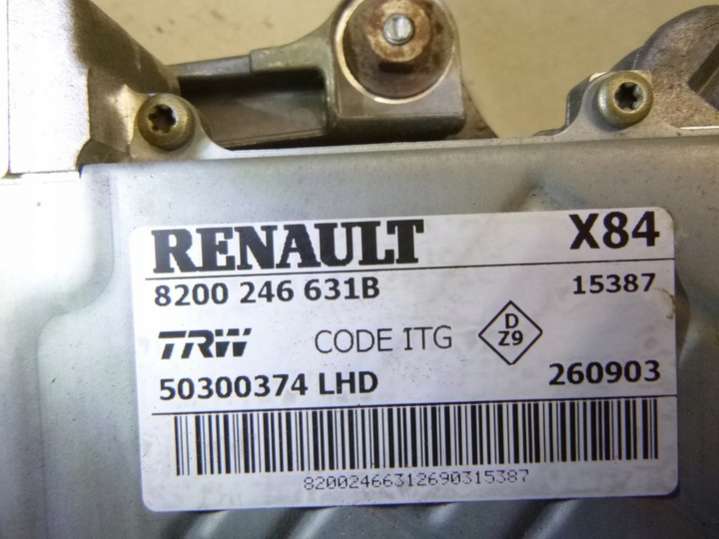 RENAULT X84
8200 246 631B 15387
TRW CODE ITG D
Z9
50300374 LHD 260903
82002466312690315387